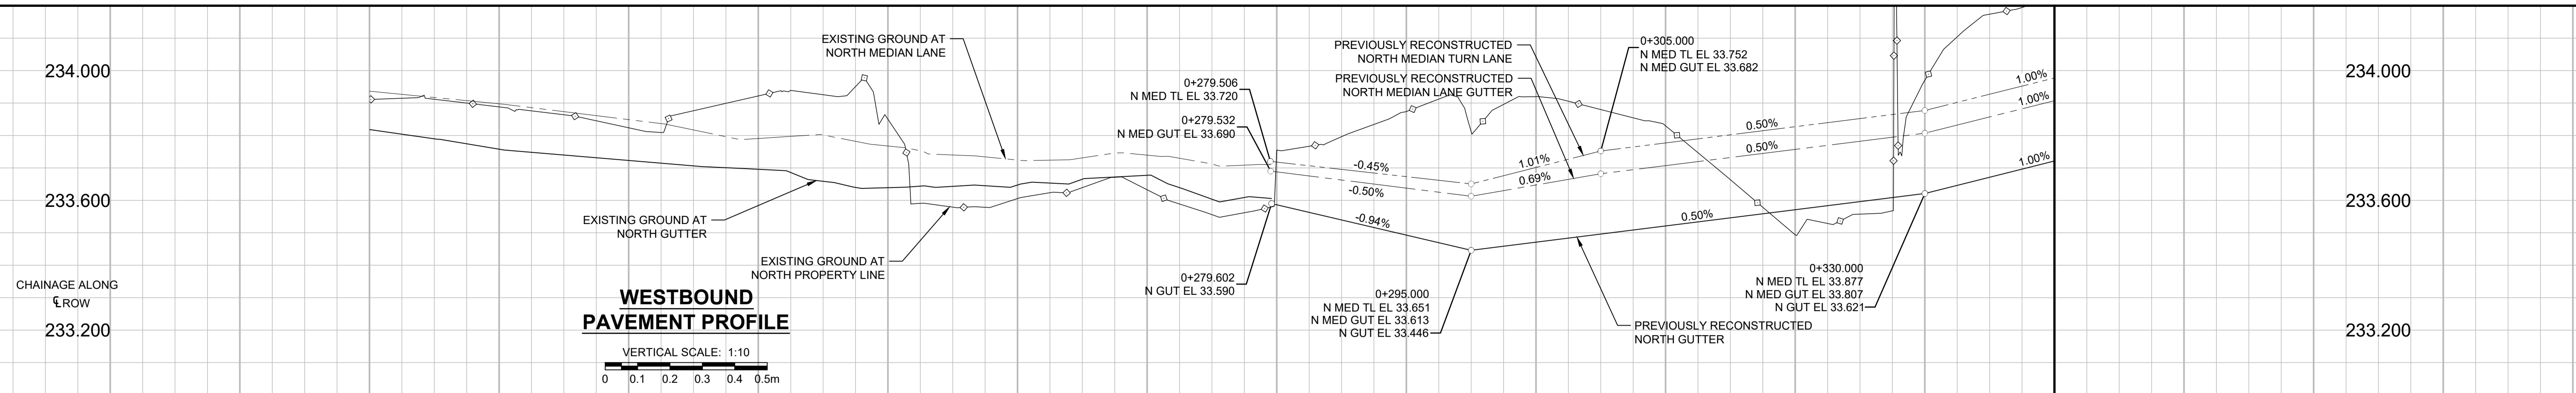 234.000
233.600
CHAINAGE ALONG
℄ ROW
233.200
EXISTING GROUND AT
NORTH MEDIAN LANE
EXISTING GROUND AT
NORTH GUTTER
EXISTING GROUND AT
NORTH PROPERTY LINE
WESTBOUND
PAVEMENT PROFILE
VERTICAL SCALE: 1:10
0 0.1 0.2 0.3 0.4 0.5m
0+279.506
N MED TL EL 33.720
0+279.532
N MED GUT EL 33.690
0+279.602
N GUT EL 33.590
-0.45%
-0.50%
-0.94%
0+295.000
N MED TL EL 33.651
N MED GUT EL 33.613
N GUT EL 33.446
PREVIOUSLY RECONSTRUCTED
NORTH MEDIAN TURN LANE
PREVIOUSLY RECONSTRUCTED
NORTH MEDIAN LANE GUTTER
1.01%
0.69%
0+305.000
N MED TL EL 33.752
N MED GUT EL 33.682
0.50%
0.50%
0.50%
PREVIOUSLY RECONSTRUCTED
NORTH GUTTER
0+330.000
N MED TL EL 33.877
N MED GUT EL 33.807
N GUT EL 33.621
1.00%
1.00%
1.00%
234.000
233.600
233.200